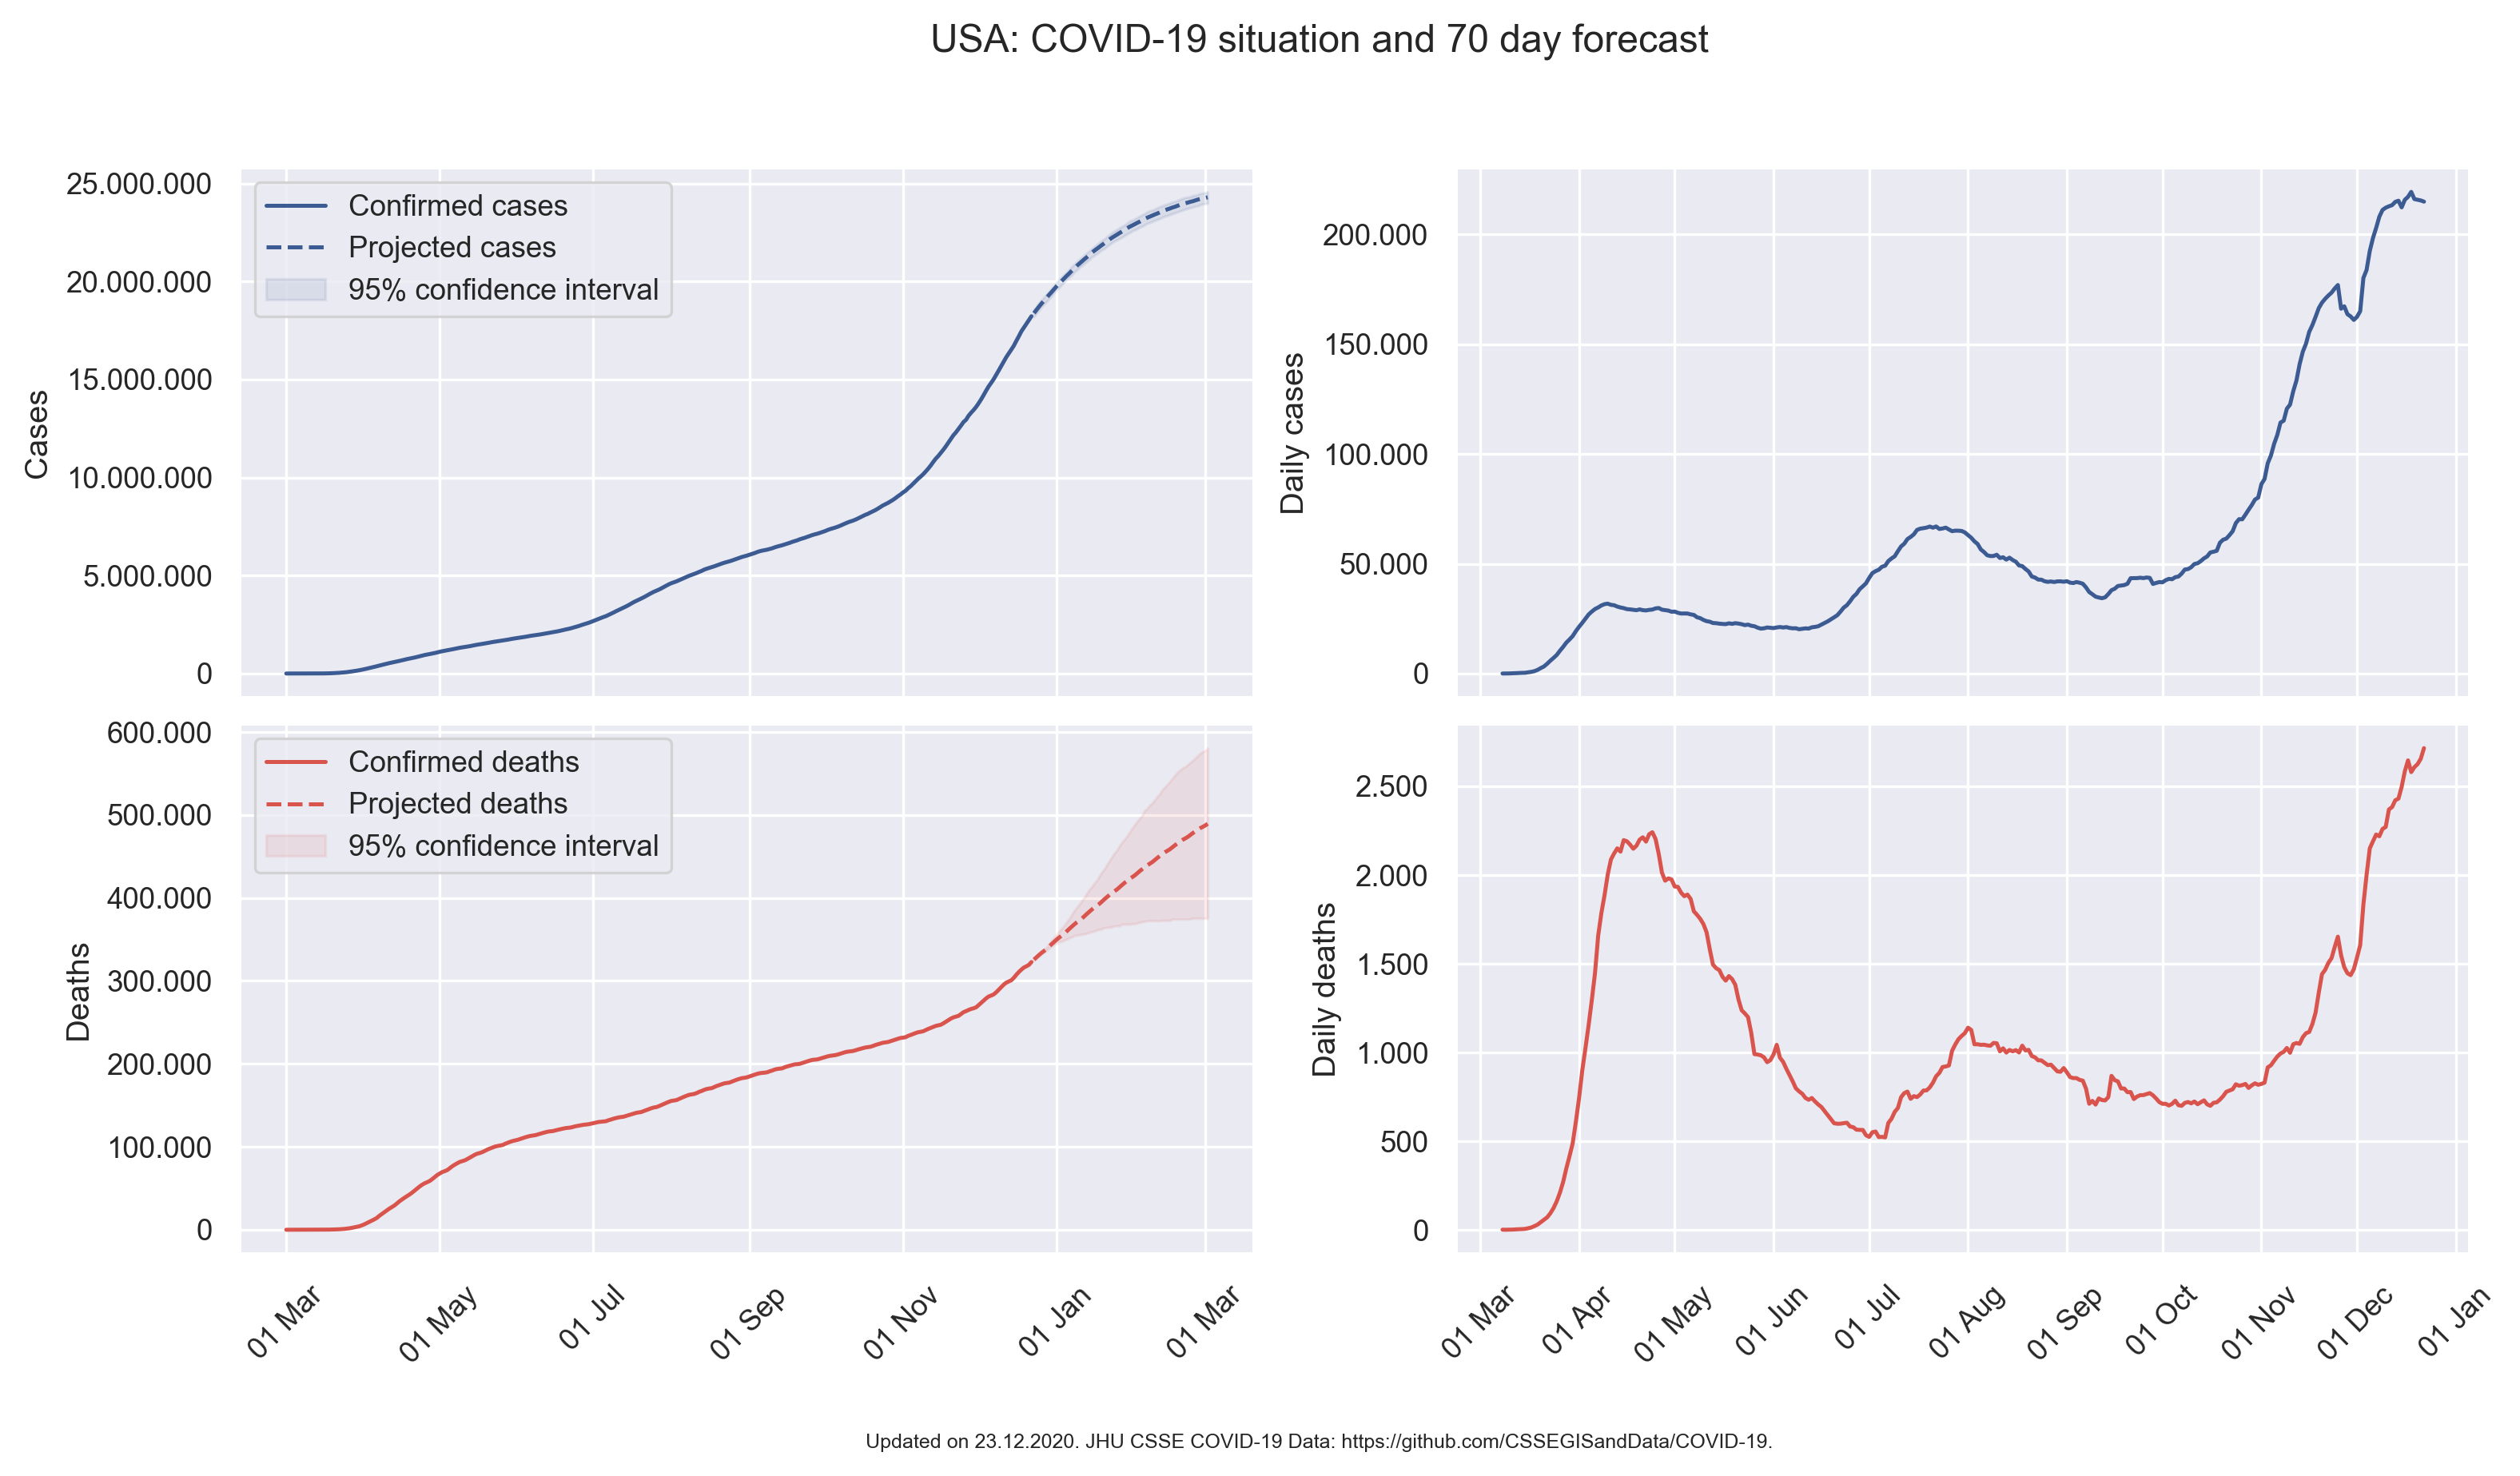 USA: COVID-19 situation and 70 day forecast
25.000.000
20.000.000
15.000.000
10.000.000
5.000.000
0
Cases
Confirmed cases
Projected cases
95% confidence interval
200.000
150.000
100.000
50.000
0
Daily cases
600.000
500.000
400.000
300.000
200.000
100.000
0
Deaths
Confirmed deaths
Projected deaths
95% confidence interval
01 Mar
01 May
01 Jul
01 Sep
01 Nov
01 Jan
01 Mar
2.500
2.000
1.500
1.000
500
0
Daily deaths
01 Mar
01 Apr
01 May
01 Jun
01 Jul
01 Aug
01 Sep
01 Oct
01 Nov
01 Dec
01 Jan
Updated on 23.12.2020. JHU CSSE COVID-19 Data: https://github.com/CSSEGISandData/COVID-19.